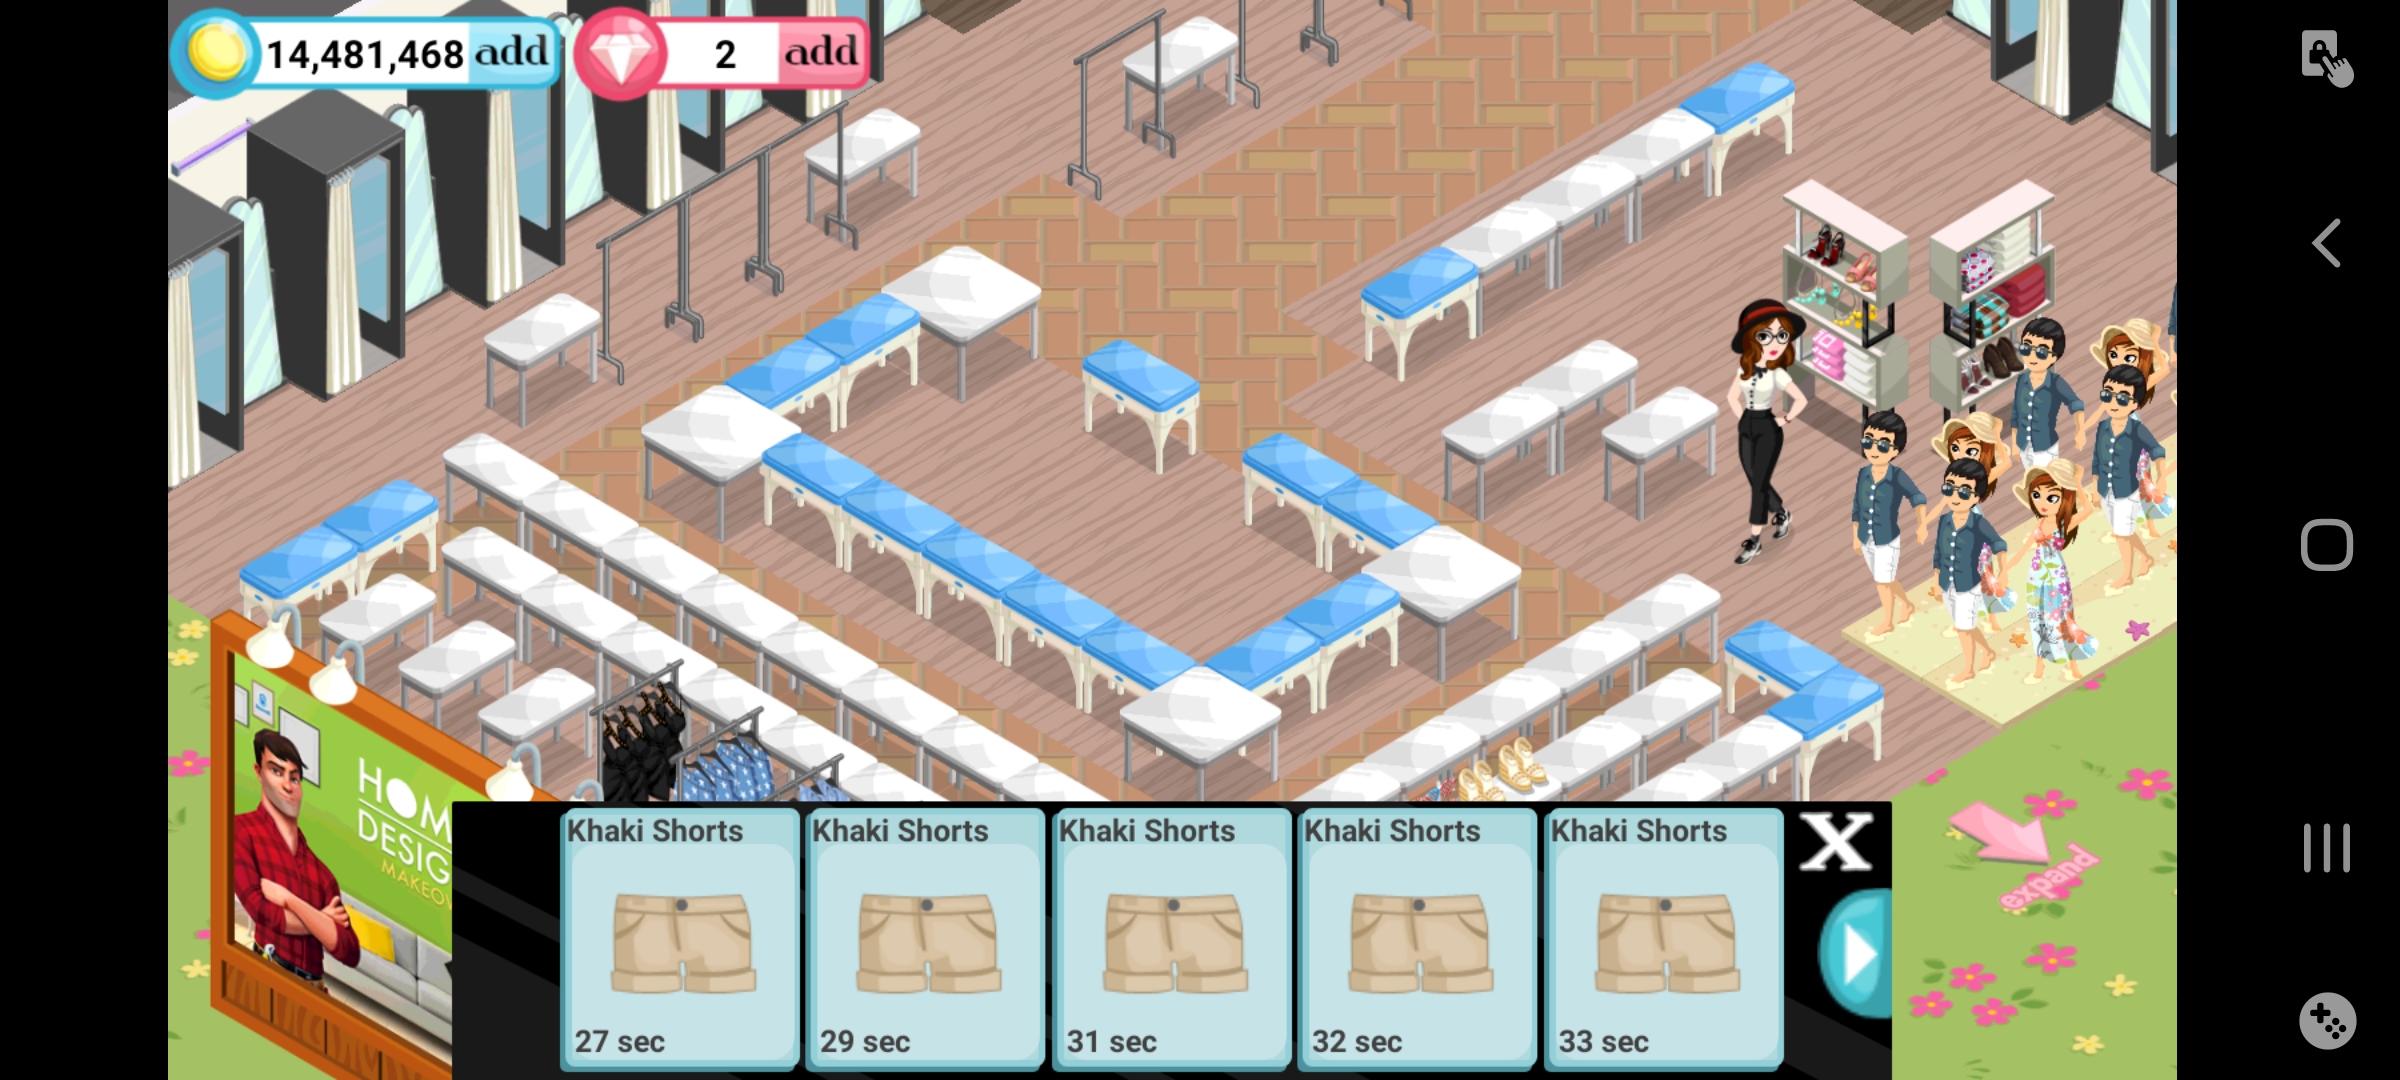 14,481,468 add
2 add
HOM
DESIG
MAKEO
expand
Khaki Shorts
27 sec
Khaki Shorts
29 sec
Khaki Shorts
31 sec
Khaki Shorts
32 sec
Khaki Shorts
33 sec
X